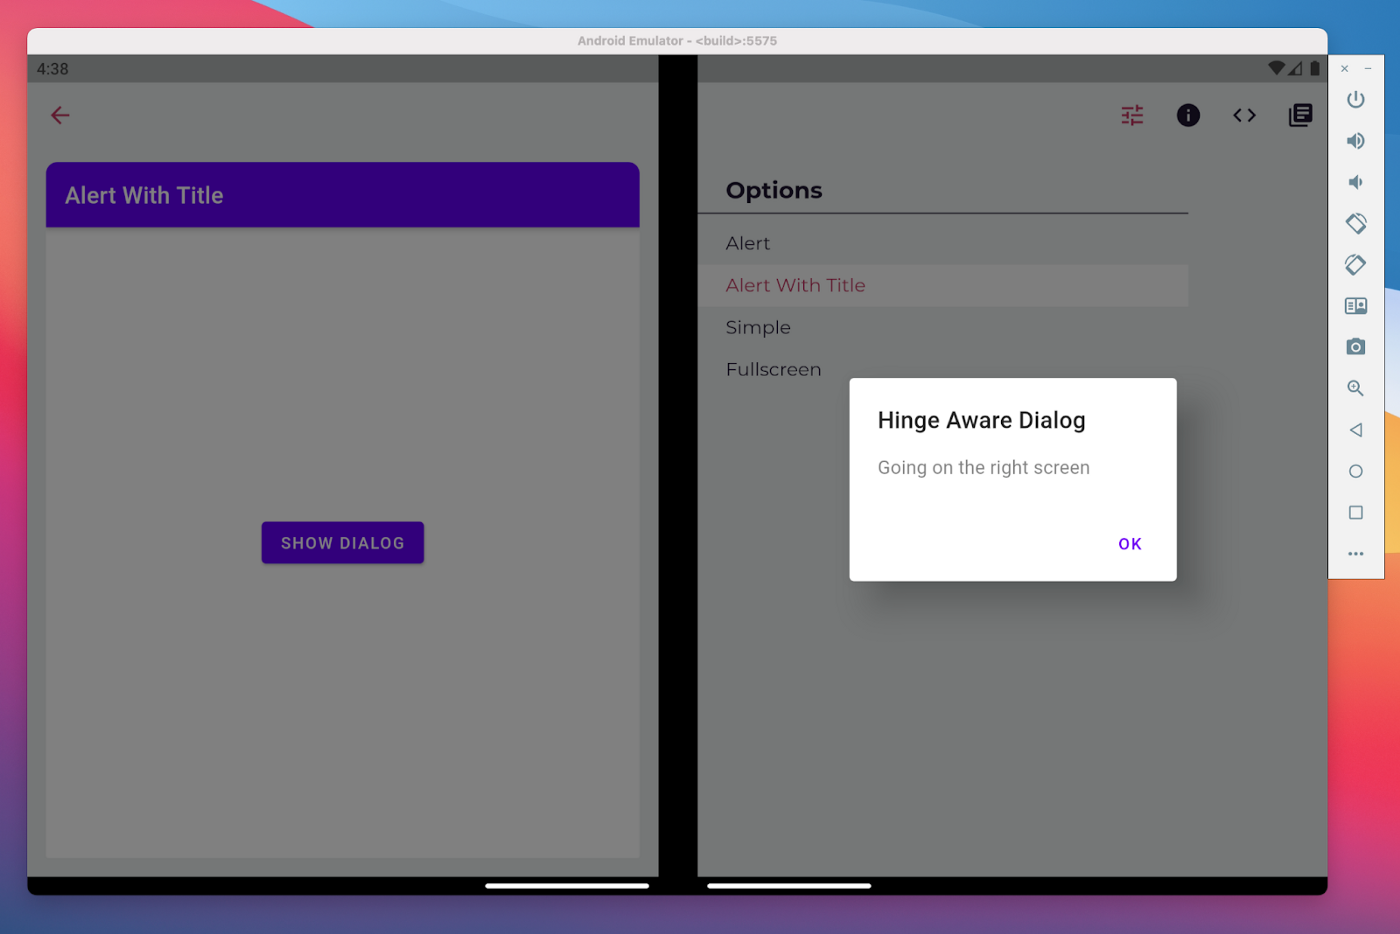 Android Emulator - <build>:5575
4:38
Alert With Title
SHOW DIALOG
Options
Alert
Alert With Title
Simple
Fullscreen
Hinge Aware Dialog
Going on the right screen
OK